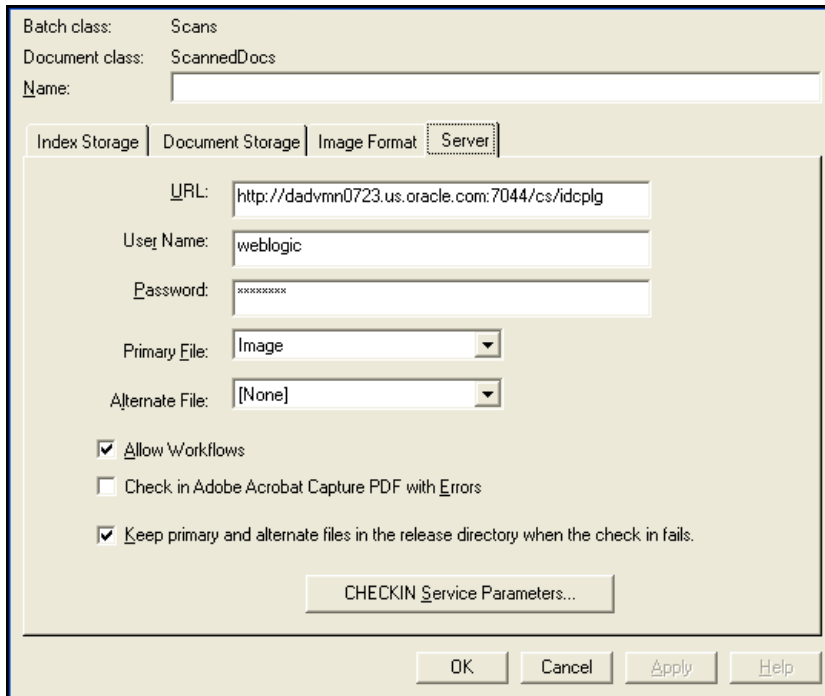 Batch class: Scans
Document class: ScannedDocs
Name:
Index Storage Document Storage Image Format Server
URL: http://dadvmn0723.us.oracle.com:7044/cs/idcplg
User Name: weblogic
Password: ********
Primary File: Image
Alternate File: [None]
Allow Workflows
Check in Adobe Acrobat Capture PDF with Errors
Keep primary and alternate files in the release directory when the check in fails.
CHECKIN Service Parameters...
OK Cancel Apply Help